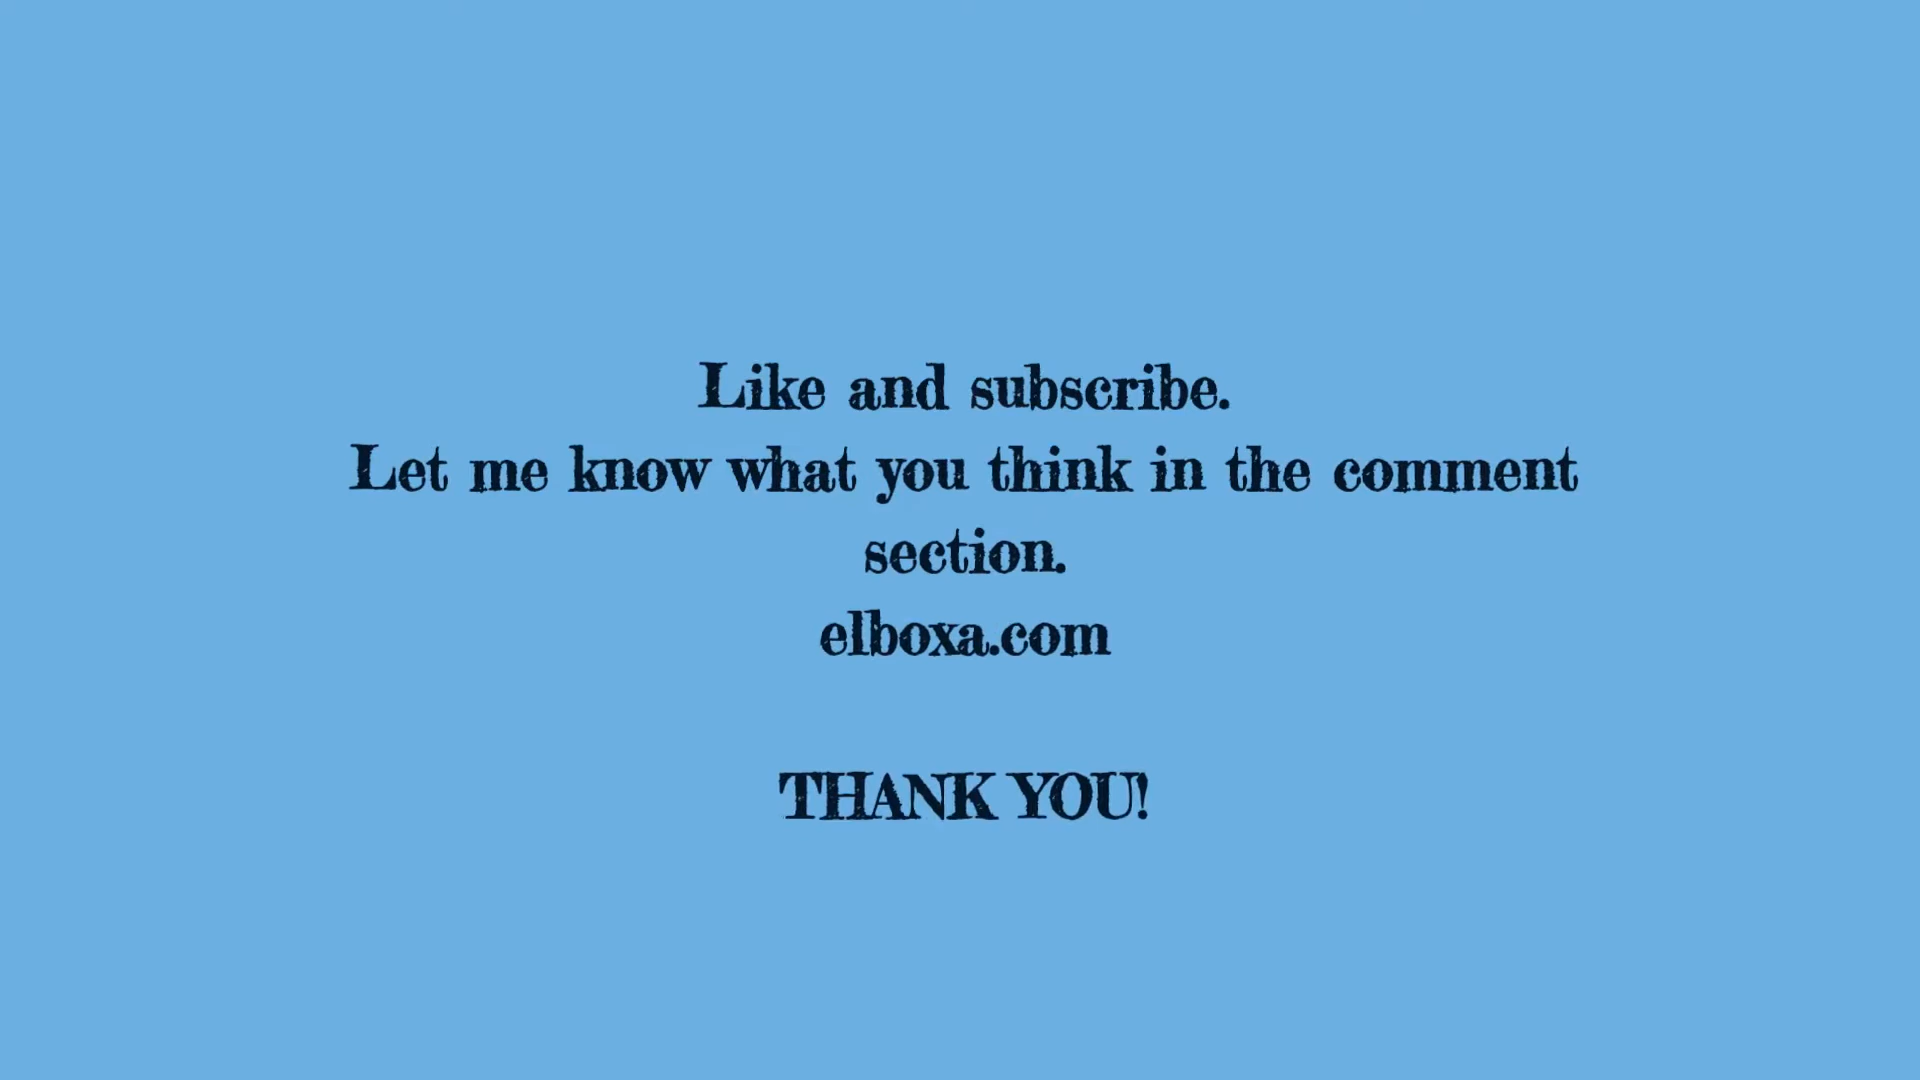 Like and subscribe.
Let me know what you think in the comment
section.
elboxa.com
THANK YOU!